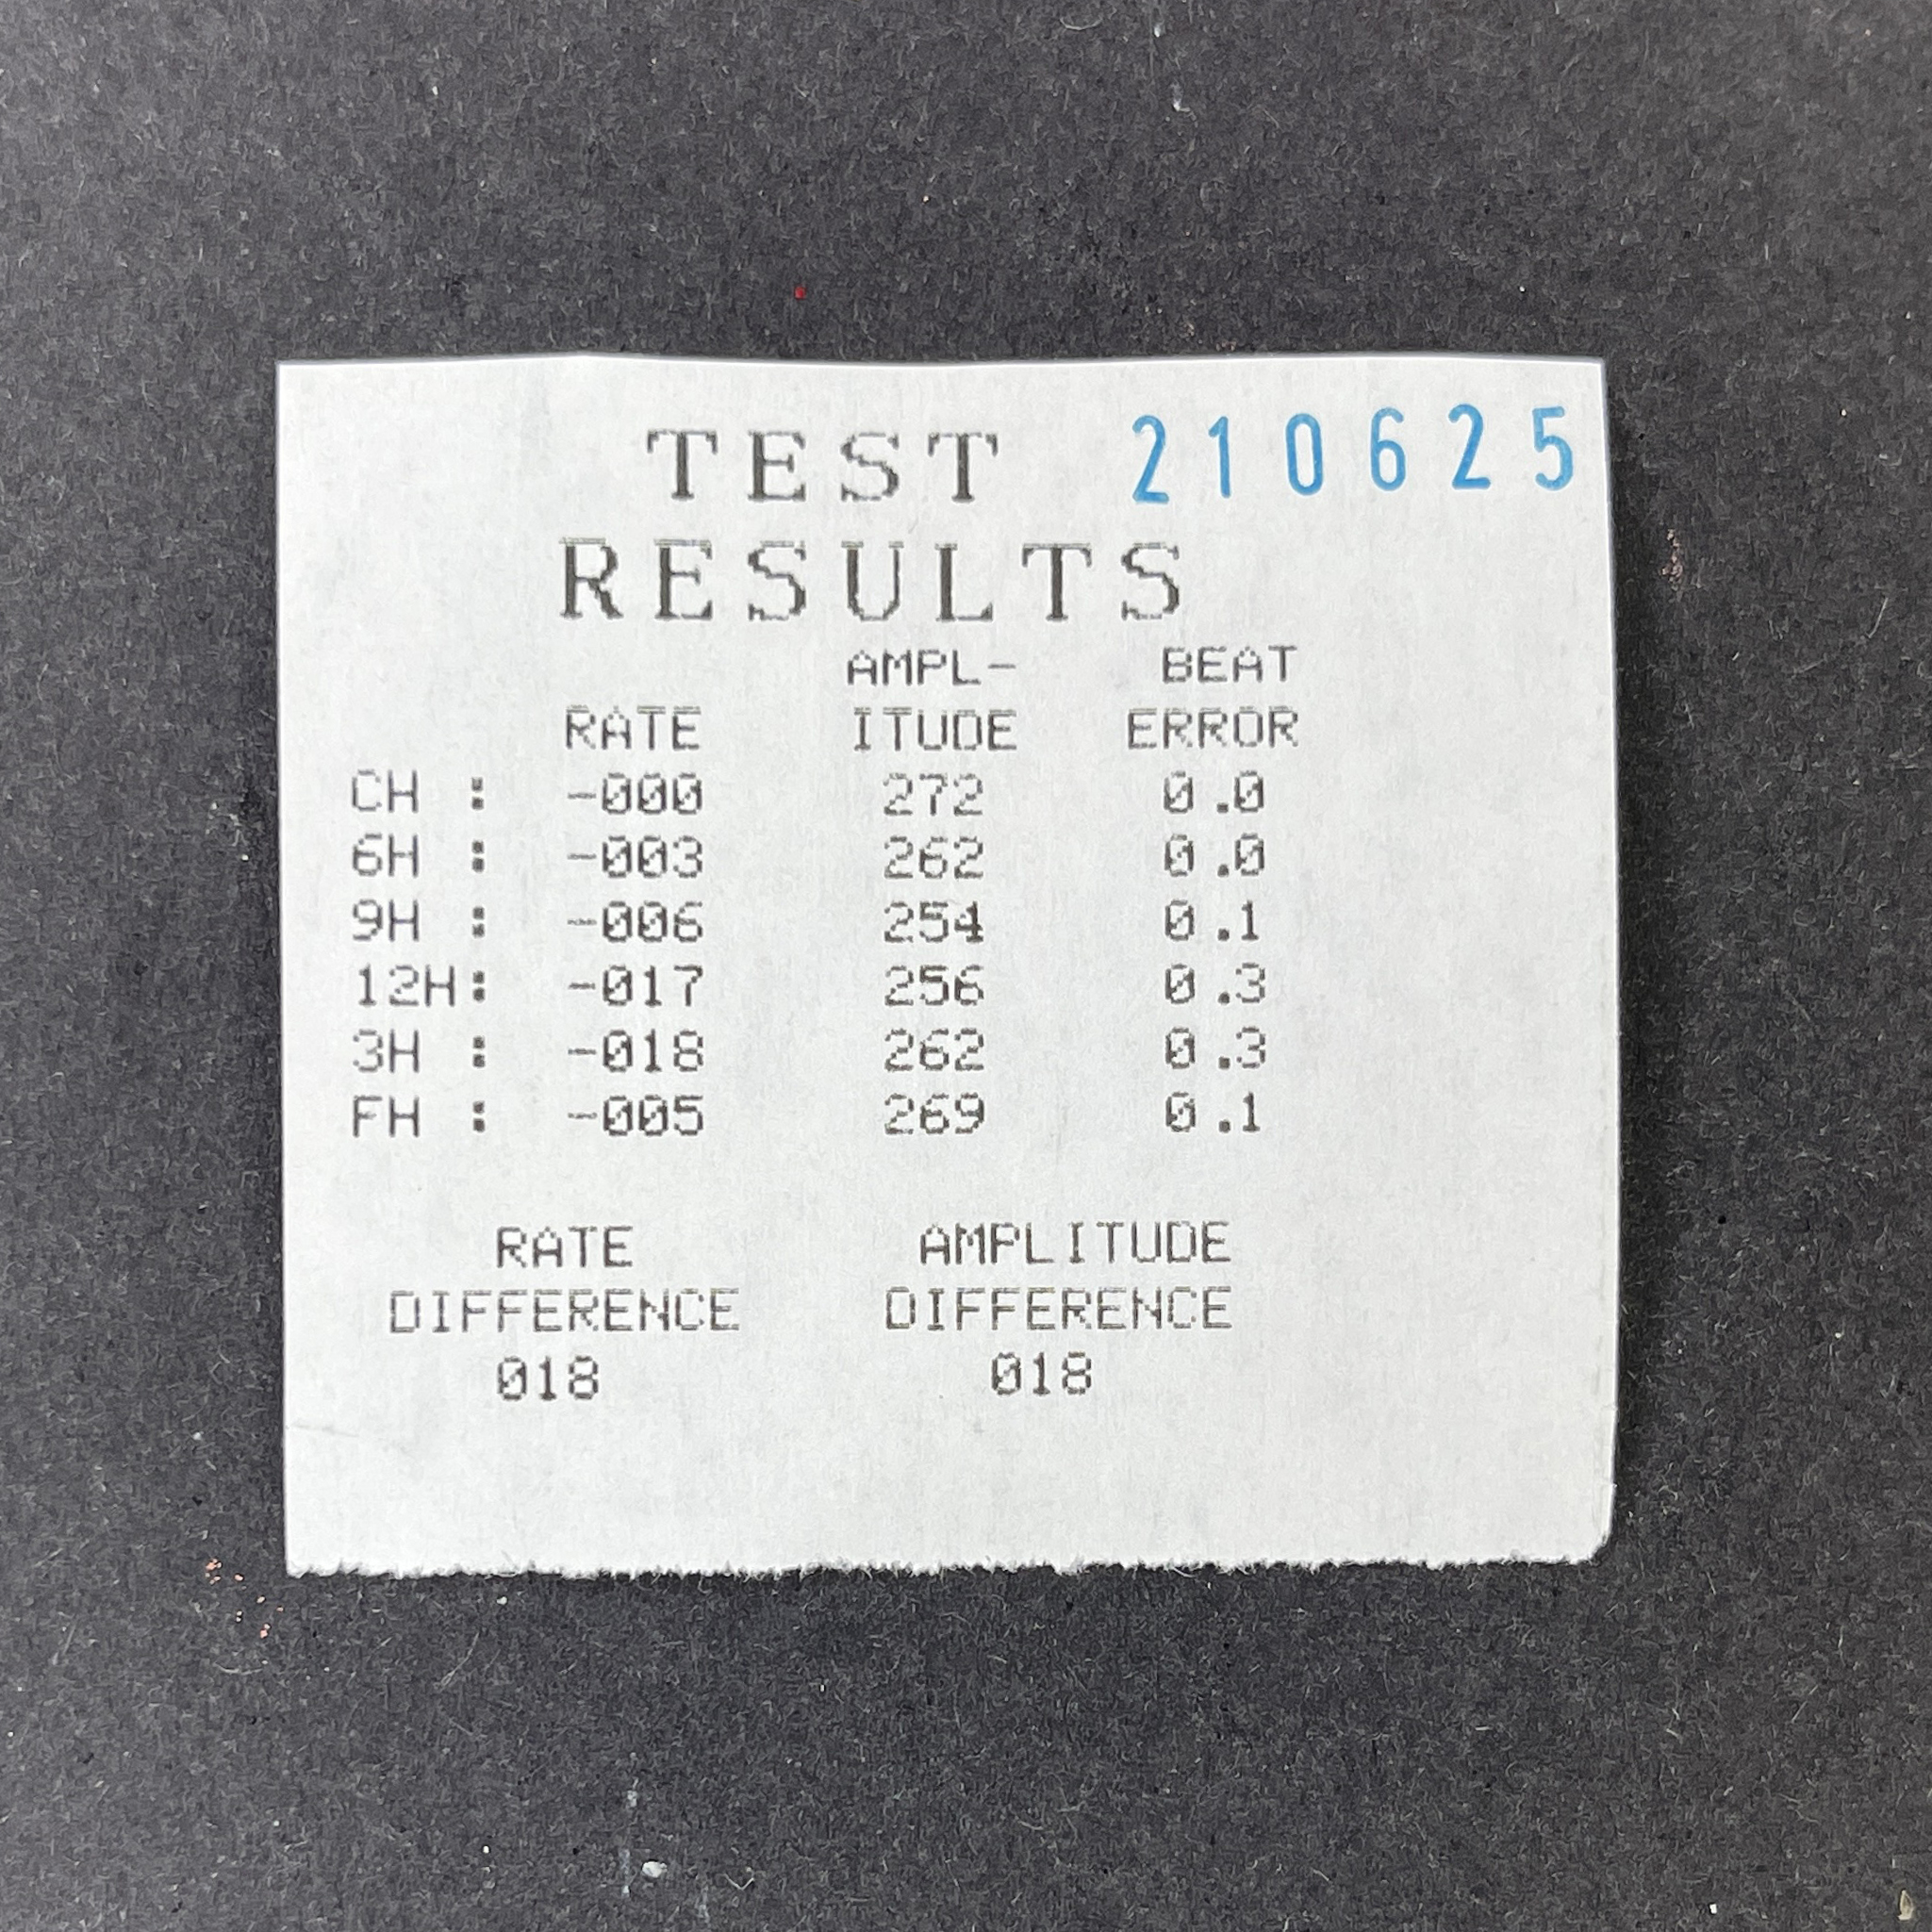 TEST 210625
RESULTS
AMPL- BEAT
RATE ITUDE ERROR
CH : -000 272 0.0
6H : -003 262 0.0
9H : -006 254 0.1
12H: -017 256 0.3
3H : -018 262 0.3
FH : -005 269 0.1
RATE AMPLITUDE
DIFFERENCE DIFFERENCE
018 018